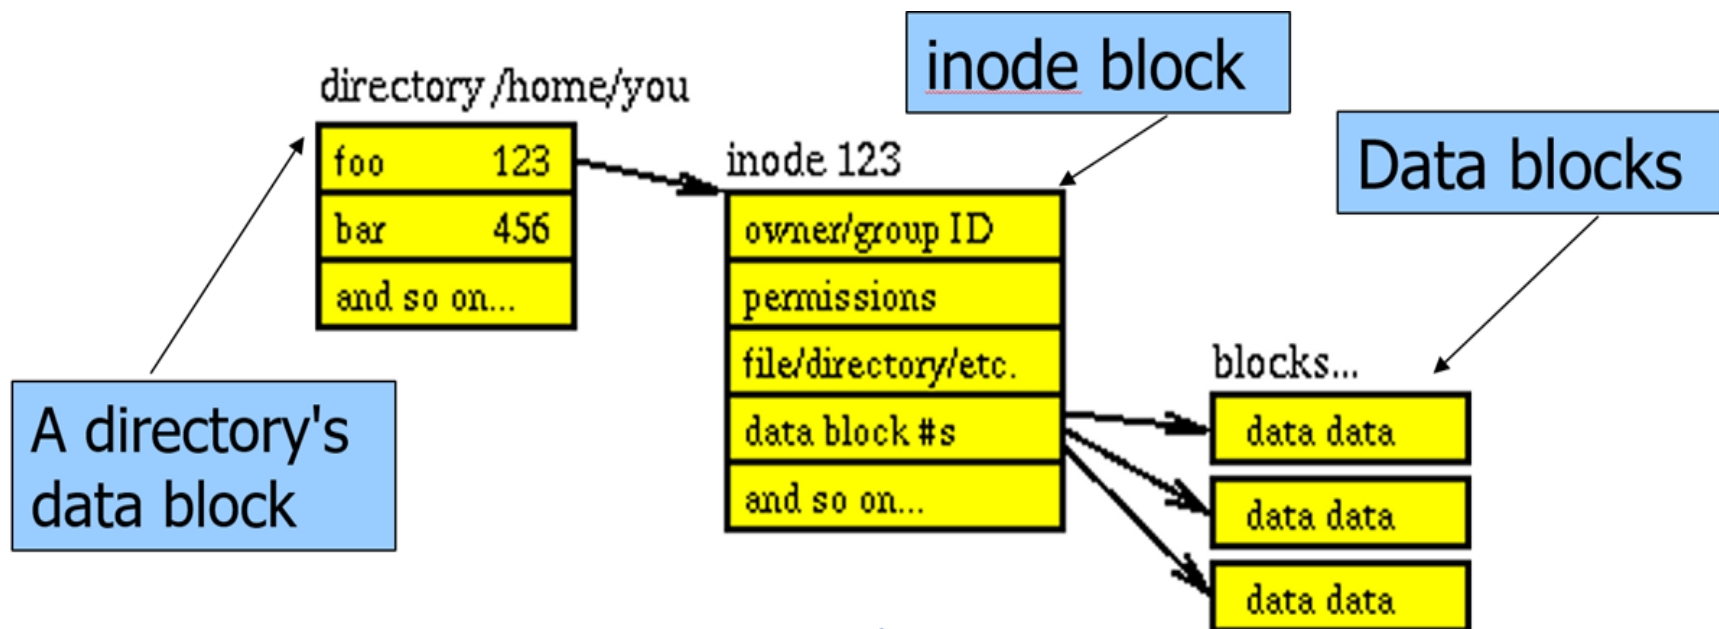 inode block
directory /home/you
Data blocks
foo 123
bar 456
and so on...
inode 123
owner/group ID
permissions
file/directory/etc.
data block #s
and so on...
A directory's
data block
blocks...
data data
data data
data data